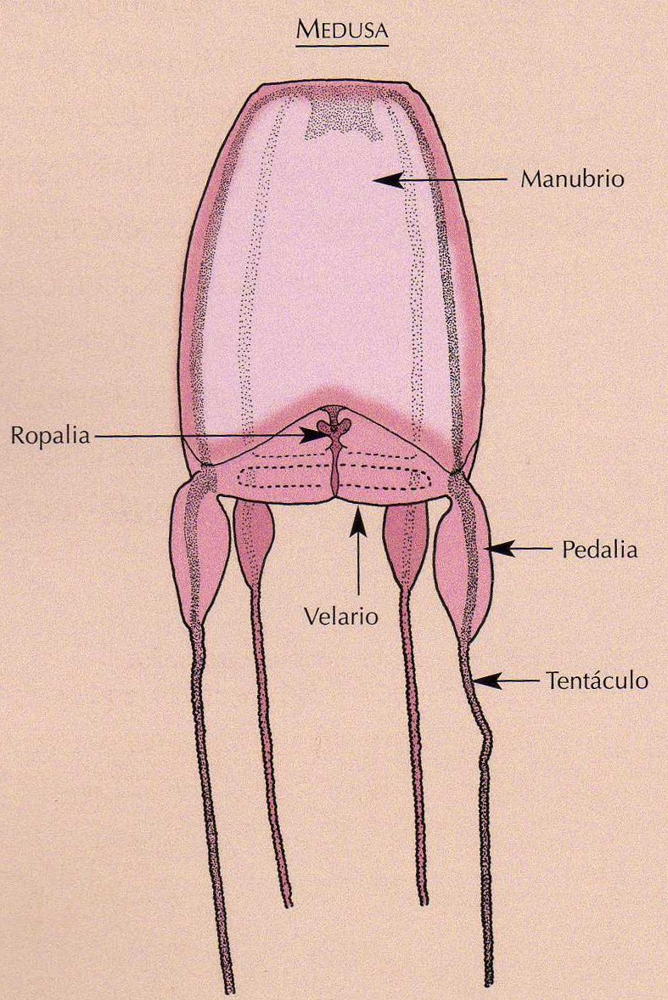 MEDUSA
Manubrio
Ropalia
Pedalia
Velario
Tentáculo